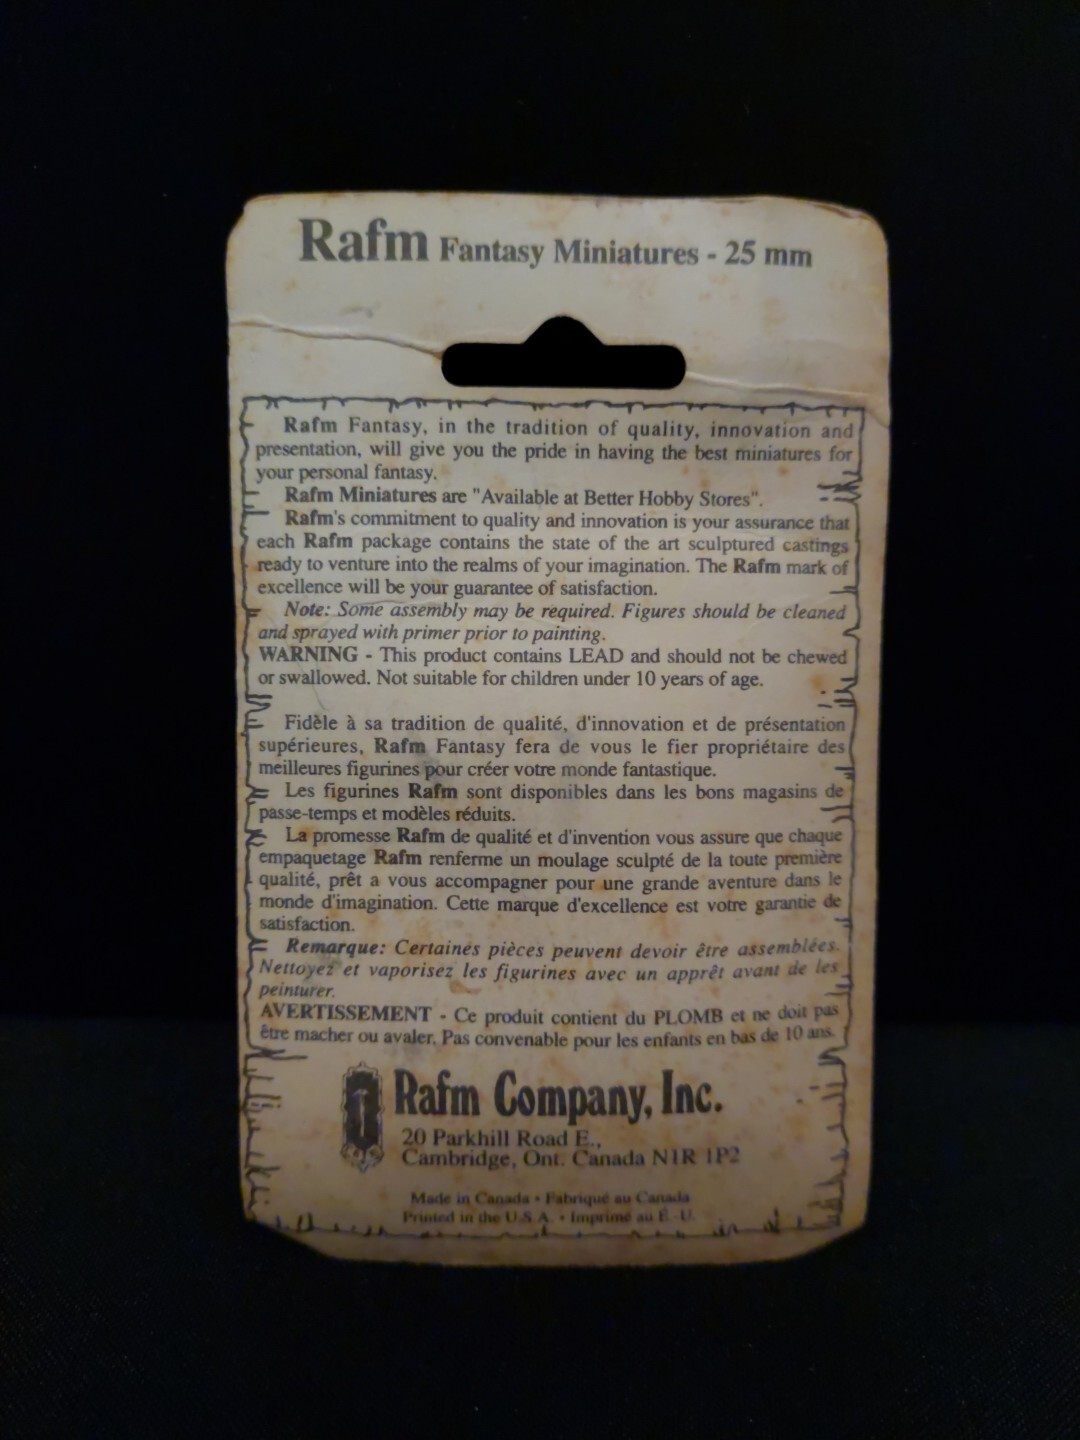 Rafm Fantasy Miniatures - 25 mm
Rafm Fantasy, in the tradition of quality, innovation and
presentation, will give you the pride in having the best miniatures for
your personal fantasy.
Rafm Miniatures are "Available at Better Hobby Stores".
Rafm's commitment to quality and innovation is your assurance that
each Rafm package contains the state of the art sculptured castings
ready to venture into the realms of your imagination. The Rafm mark of
excellence will be your guarantee of satisfaction.
Note: Some assembly may be required. Figures should be cleaned
and sprayed with primer prior to painting.
WARNING - This product contains LEAD and should not be chewed
or swallowed. Not suitable for children under 10 years of age.
Fidèle à sa tradition de qualité, d'innovation et de présentation
supérieures, Rafm Fantasy fera de vous le fier propriétaire des
meilleures figurines pour créer votre monde fantastique.
Les figurines Rafm sont disponibles dans les bons magasins de
passe-temps et modèles réduits.
La promesse Rafm de qualité et d'invention vous assure que chaque
empaquetage Rafm renferme un moulage sculpté de la toute première
qualité, prêt a vous accompagner pour une grande aventure dans le
monde d'imagination. Cette marque d'excellence est votre garantie de
satisfaction.
Remarque: Certaines pièces peuvent devoir être assemblées.
Nettoyez et vaporisez les figurines avec un apprêt avant de les
peinturer.
AVERTISSEMENT - Ce produit contient du PLOMB et ne doit pas
être macher ou avaler. Pas convenable pour les enfants en bas de 10 ans.
Rafm Company, Inc.
20 Parkhill Road E.,
Cambridge, Ont. Canada N1R 1P2
Made in Canada • Fabriqué au Canada
Printed in the U.S.A. • Imprimé au É.-U.